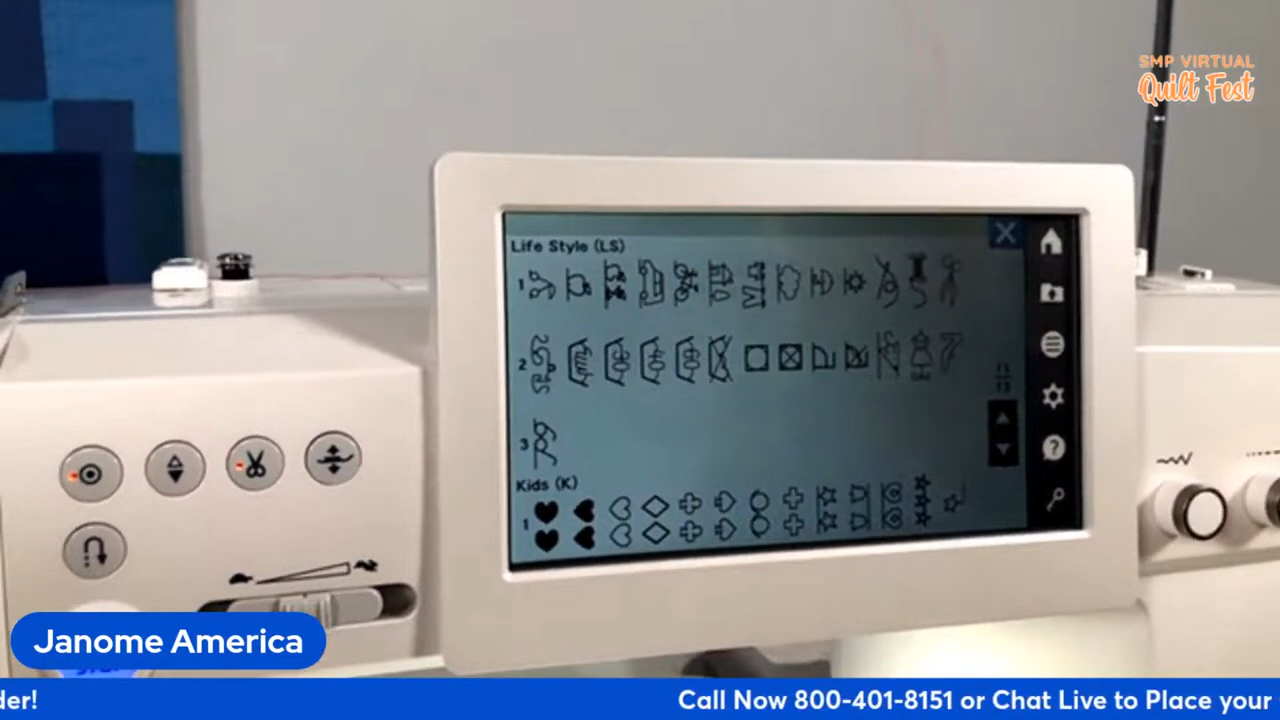 SMP VIRTUAL
Quilt Fest
Life Style (LS)
1
2
3
Kids (K)
1
Janome America
der!
Call Now 800-401-8151 or Chat Live to Place your